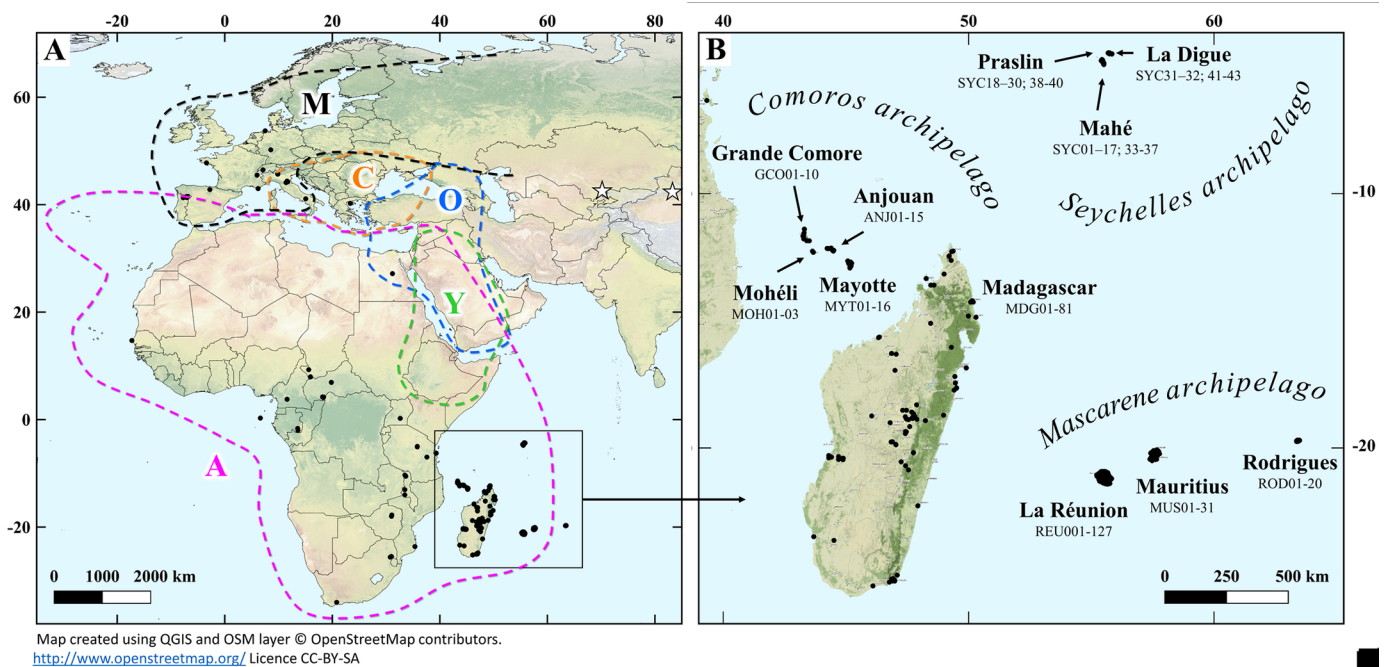 -20 0 20 40 60 80
A
M
C
O
Y
A
60
40
20
0
-20
0 1000 2000 km
40 50 60
B
Praslin
SYC18–30; 38-40
La Digue
SYC31–32; 41-43
Mahé
SYC01–17; 33-37
Comoros archipelago
Seychelles archipelago
Grande Comore
GCO01-10
Anjouan
ANJ01-15
Mohéli
MOH01-03
Mayotte
MYT01-16
Madagascar
MDG01-81
Mascarene archipelago
La Réunion
REU001-127
Mauritius
MUS01-31
Rodrigues
ROD01-20
-10
-20
0 250 500 km
Map created using QGIS and OSM layer © OpenStreetMap contributors.
http://www.openstreetmap.org/ Licence CC-BY-SA